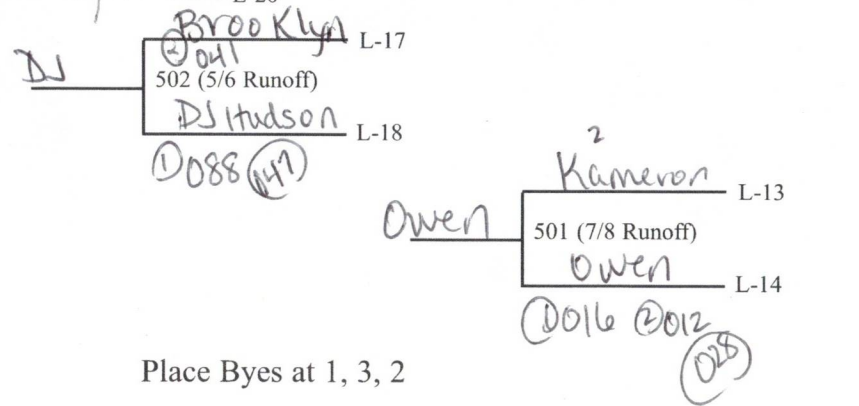 Brooklyn L-17
② 041
DJ
502 (5/6 Runoff)
DJ Hudson L-18
① 088 047
2
Kameron L-13
Owen
501 (7/8 Runoff)
Owen L-14
① 016 ② 012
028
Place Byes at 1, 3, 2